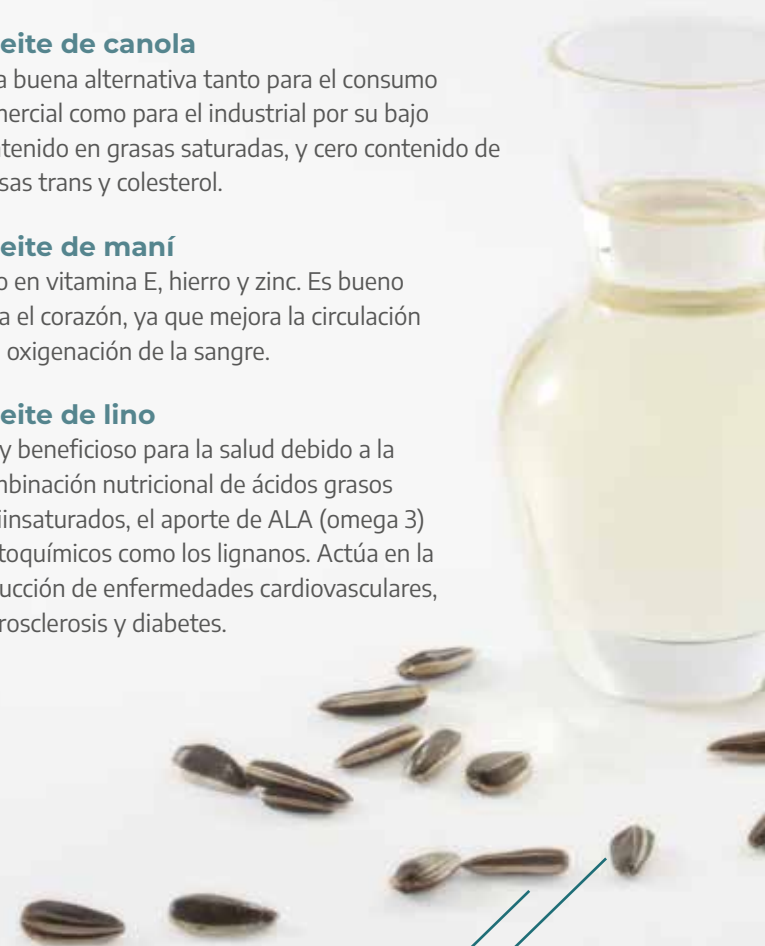 eite de canola
a buena alternativa tanto para el consumo
nercial como para el industrial por su bajo
tenido en grasas saturadas, y cero contenido de
sas trans y colesterol.
eite de maní
o en vitamina E, hierro y zinc. Es bueno
a el corazón, ya que mejora la circulación
oxigenación de la sangre.
eite de lino
y beneficioso para la salud debido a la
mbinación nutricional de ácidos grasos
iinsaturados, el aporte de ALA (omega 3)
toquímicos como los lignanos. Actúa en la
ucción de enfermedades cardiovasculares,
rosclerosis y diabetes.